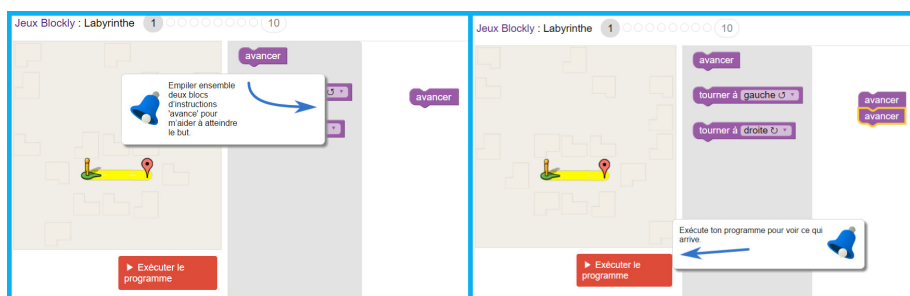 Jeux Blockly : Labyrinthe 1 10
avancer
Empiler ensemble
deux blocs
d'instructions
'avance' pour
m'aider à atteindre
le but.
avancer
▶ Exécuter le
programme
Jeux Blockly : Labyrinthe 1 10
avancer
tourner à gauche ↺
tourner à droite ↻
avancer
avancer
Exécute ton programme pour voir ce qui
arrive.
▶ Exécuter le
programme